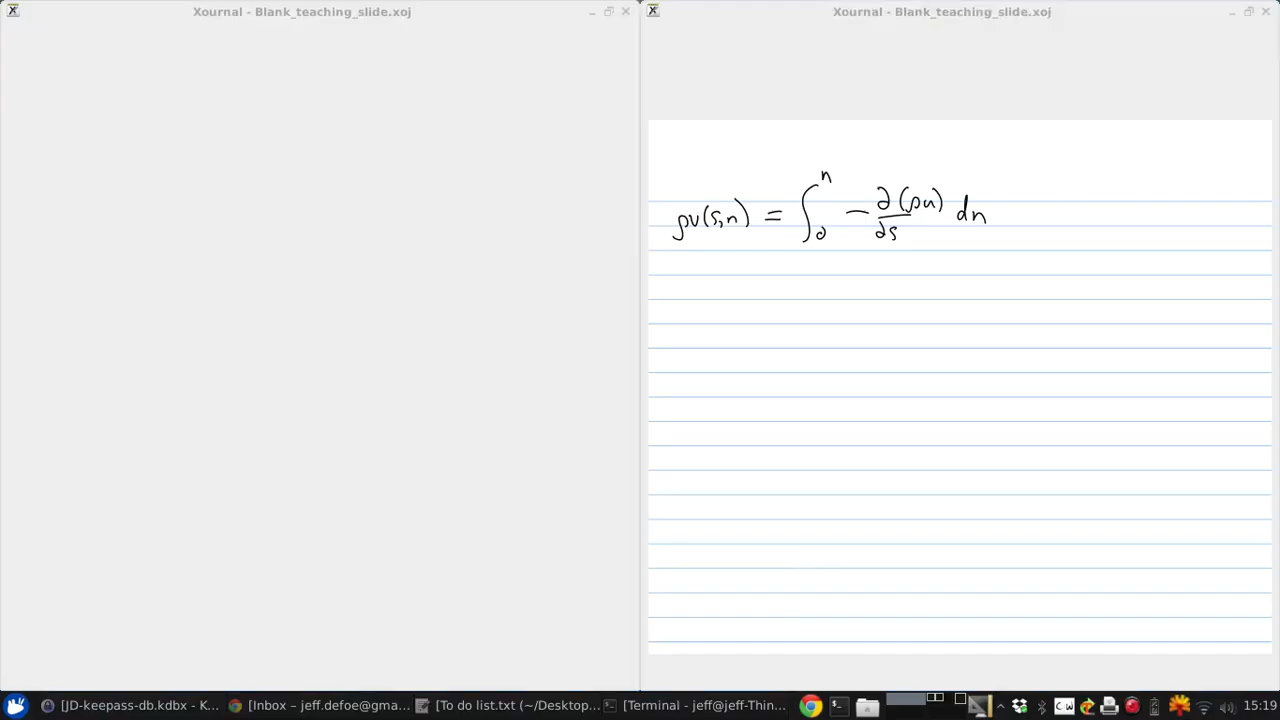 Xournal - Blank_teaching_slide.xoj
Xournal - Blank_teaching_slide.xoj
ρv(s,n) = ∫₀ⁿ - ∂(ρu)/∂s dn
[JD-keepass-db.kdbx - K...
[Inbox – jeff.defoe@gma...
[To do list.txt (~/Desktop...
[Terminal - jeff@jeff-Thin...
CW
15:19